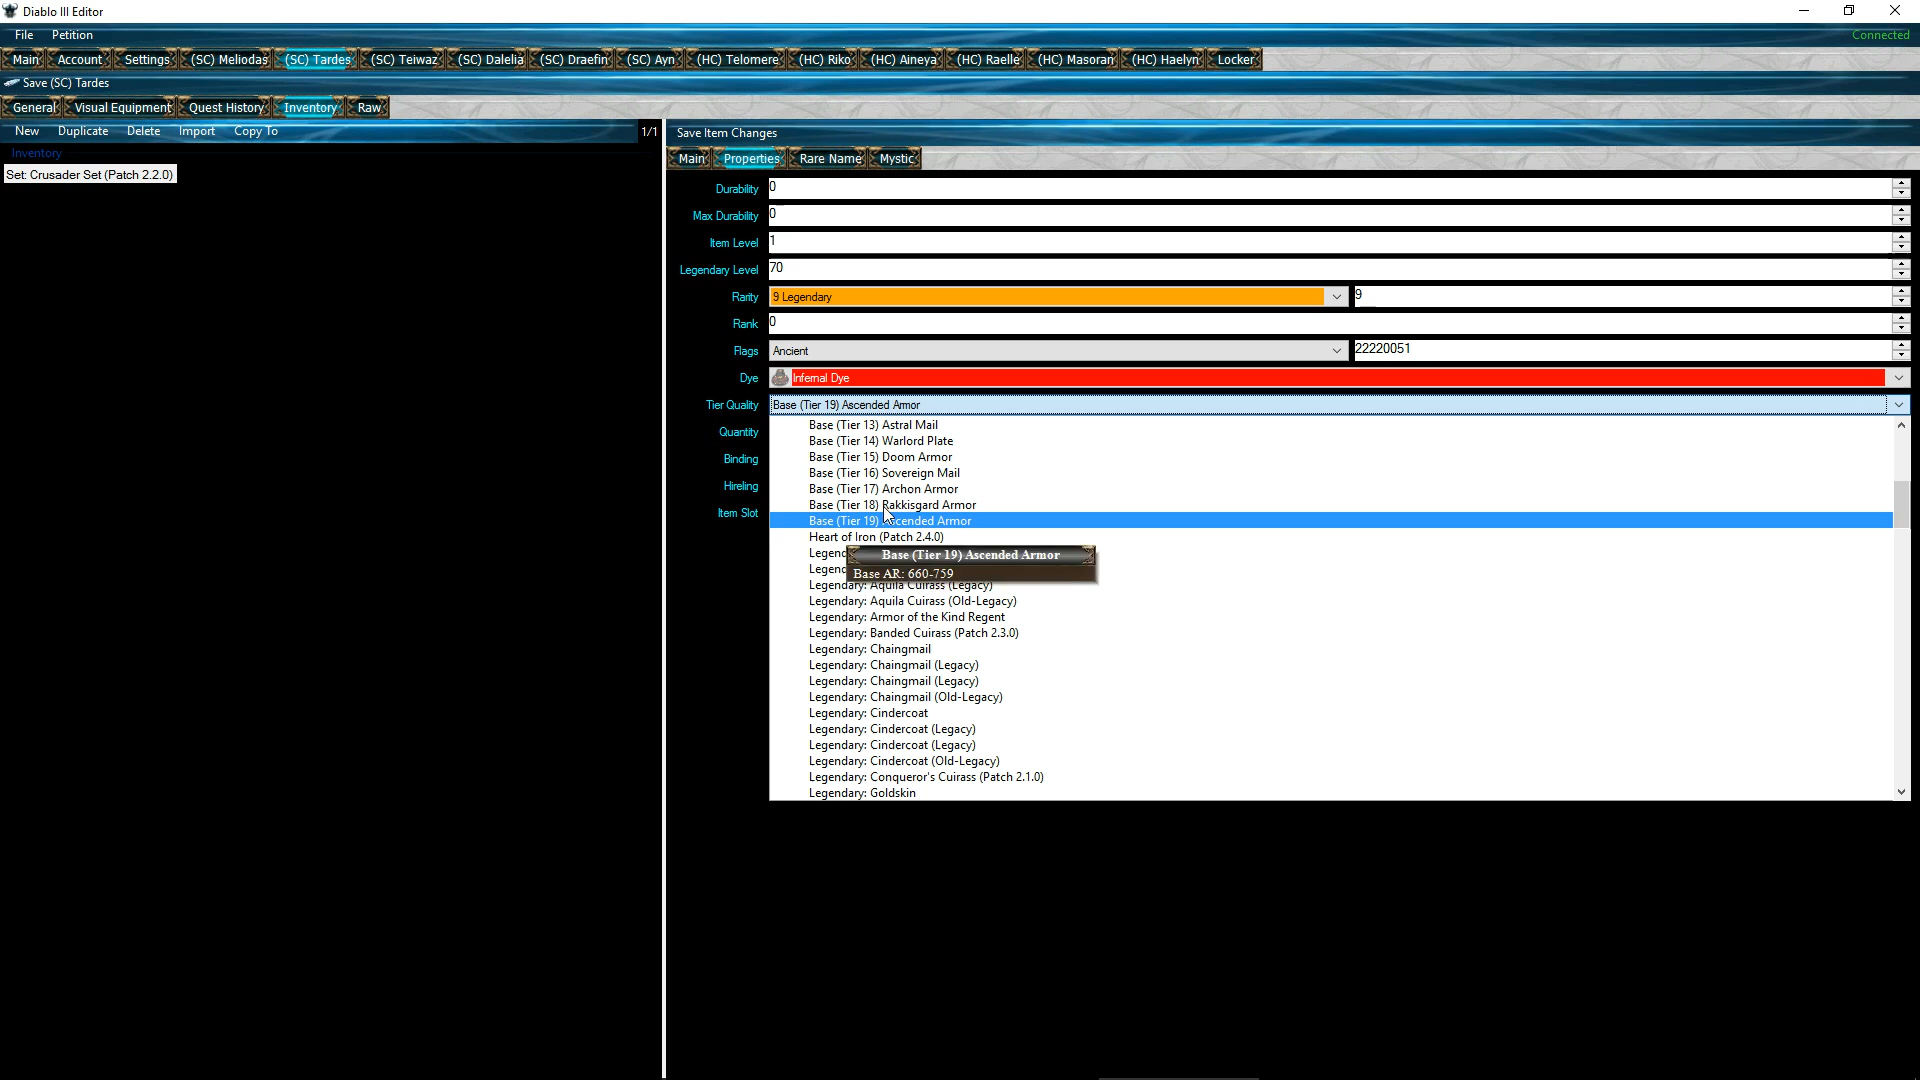 Diablo III Editor
File Petition
Connected
Main Account Settings (SC) Meliodas (SC) Tardes (SC) Teiwaz (SC) Dalelia (SC) Draefin (SC) Ayn (HC) Telomere (HC) Riko (HC) Aineya (HC) Raelle (HC) Masoran (HC) Haelyn Locker
Save (SC) Tardes
General Visual Equipment Quest History Inventory Raw
New Duplicate Delete Import Copy To 1/1
Inventory
Set: Crusader Set (Patch 2.2.0)
Save Item Changes
Main Properties Rare Name Mystic
Durability 0
Max Durability 0
Item Level 1
Legendary Level 70
Rarity 9 Legendary 9
Rank 0
Flags Ancient 22220051
Dye Infernal Dye
Tier Quality Base (Tier 19) Ascended Armor
Quantity
Binding
Hireling
Item Slot
Base (Tier 13) Astral Mail
Base (Tier 14) Warlord Plate
Base (Tier 15) Doom Armor
Base (Tier 16) Sovereign Mail
Base (Tier 17) Archon Armor
Base (Tier 18) Rakkisgard Armor
Base (Tier 19) Ascended Armor
Heart of Iron (Patch 2.4.0)
Legend
Base (Tier 19) Ascended Armor
Legend
Base AR: 660-759
Legendary: Aquila Cuirass (Legacy)
Legendary: Aquila Cuirass (Old-Legacy)
Legendary: Armor of the Kind Regent
Legendary: Banded Cuirass (Patch 2.3.0)
Legendary: Chaingmail
Legendary: Chaingmail (Legacy)
Legendary: Chaingmail (Legacy)
Legendary: Chaingmail (Old-Legacy)
Legendary: Cindercoat
Legendary: Cindercoat (Legacy)
Legendary: Cindercoat (Legacy)
Legendary: Cindercoat (Old-Legacy)
Legendary: Conqueror's Cuirass (Patch 2.1.0)
Legendary: Goldskin